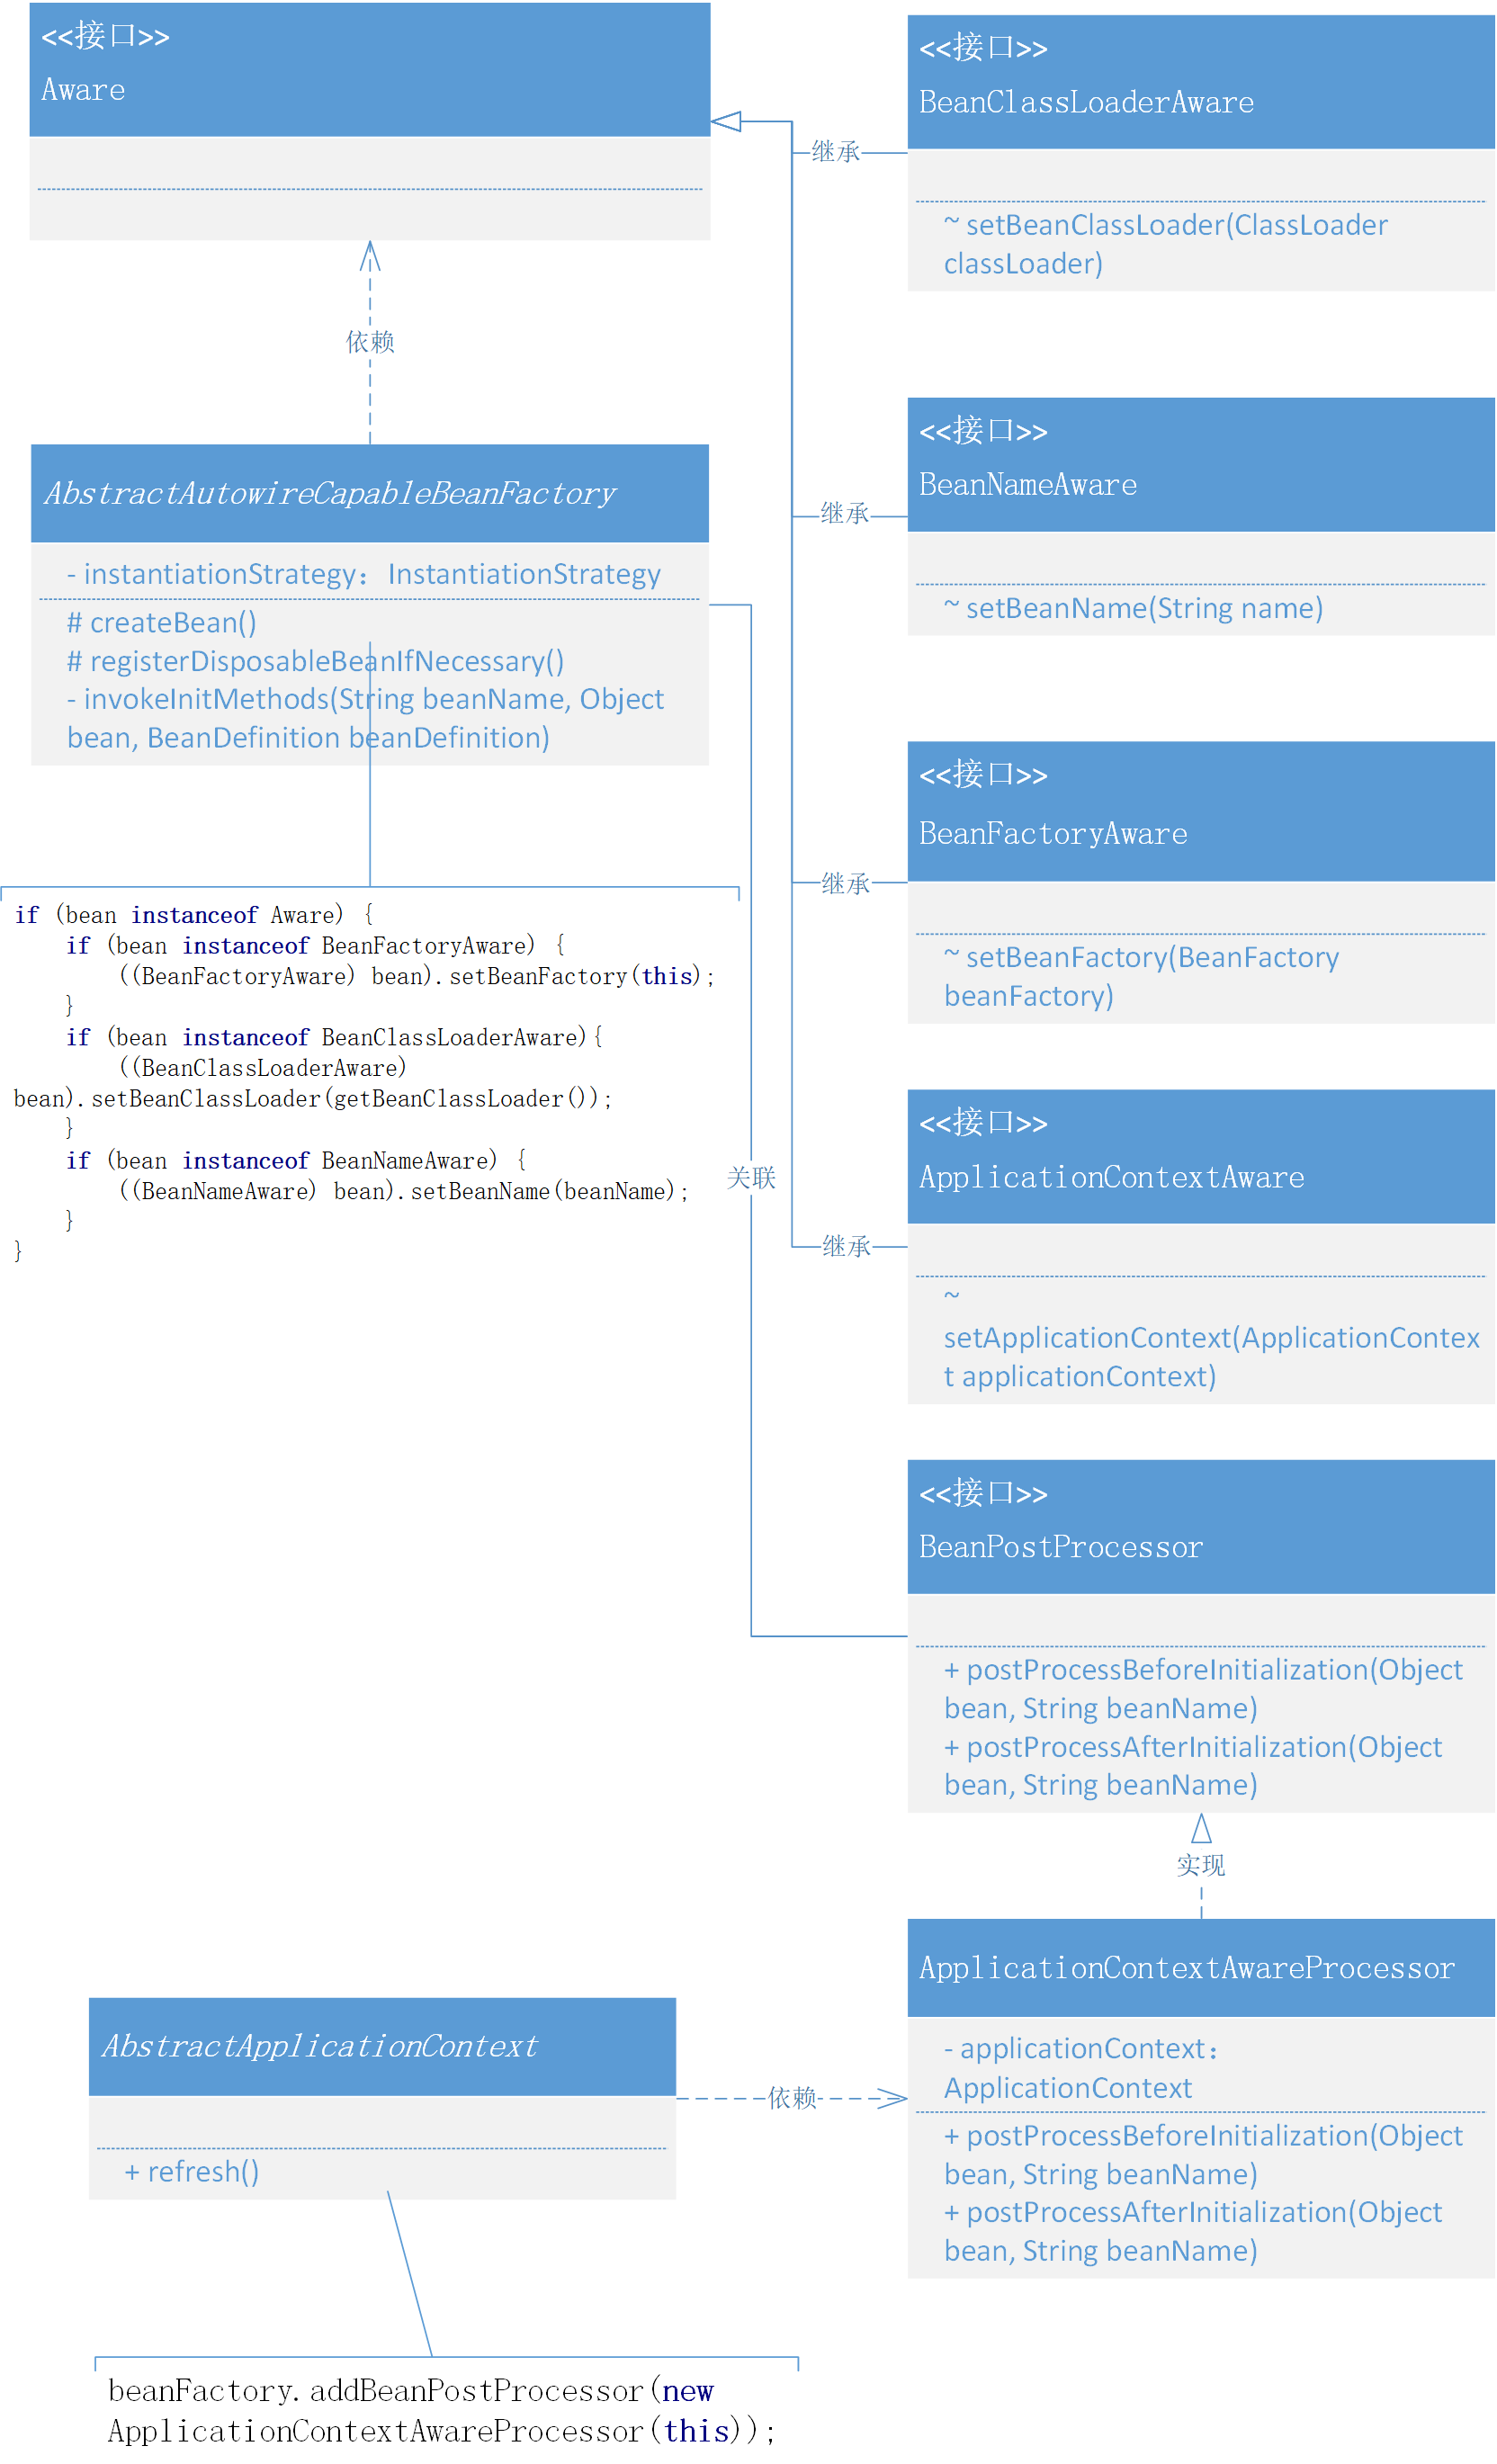 <<接口>>
Aware
依赖
AbstractAutowireCapableBeanFactory
- instantiationStrategy：InstantiationStrategy
# createBean()
# registerDisposableBeanIfNecessary()
- invokeInitMethods(String beanName, Object
bean, BeanDefinition beanDefinition)
if (bean instanceof Aware) {
    if (bean instanceof BeanFactoryAware) {
        ((BeanFactoryAware) bean).setBeanFactory(this);
    }
    if (bean instanceof BeanClassLoaderAware){
        ((BeanClassLoaderAware)
bean).setBeanClassLoader(getBeanClassLoader());
    }
    if (bean instanceof BeanNameAware) {
        ((BeanNameAware) bean).setBeanName(beanName);
    }
}
继承
<<接口>>
BeanClassLoaderAware
~ setBeanClassLoader(ClassLoader
classLoader)
继承
<<接口>>
BeanNameAware
~ setBeanName(String name)
继承
<<接口>>
BeanFactoryAware
~ setBeanFactory(BeanFactory
beanFactory)
继承
<<接口>>
ApplicationContextAware
~
setApplicationContext(ApplicationContex
t applicationContext)
关联
<<接口>>
BeanPostProcessor
+ postProcessBeforeInitialization(Object
bean, String beanName)
+ postProcessAfterInitialization(Object
bean, String beanName)
实现
ApplicationContextAwareProcessor
- applicationContext：
ApplicationContext
+ postProcessBeforeInitialization(Object
bean, String beanName)
+ postProcessAfterInitialization(Object
bean, String beanName)
依赖
AbstractApplicationContext
+ refresh()
beanFactory.addBeanPostProcessor(new
ApplicationContextAwareProcessor(this));